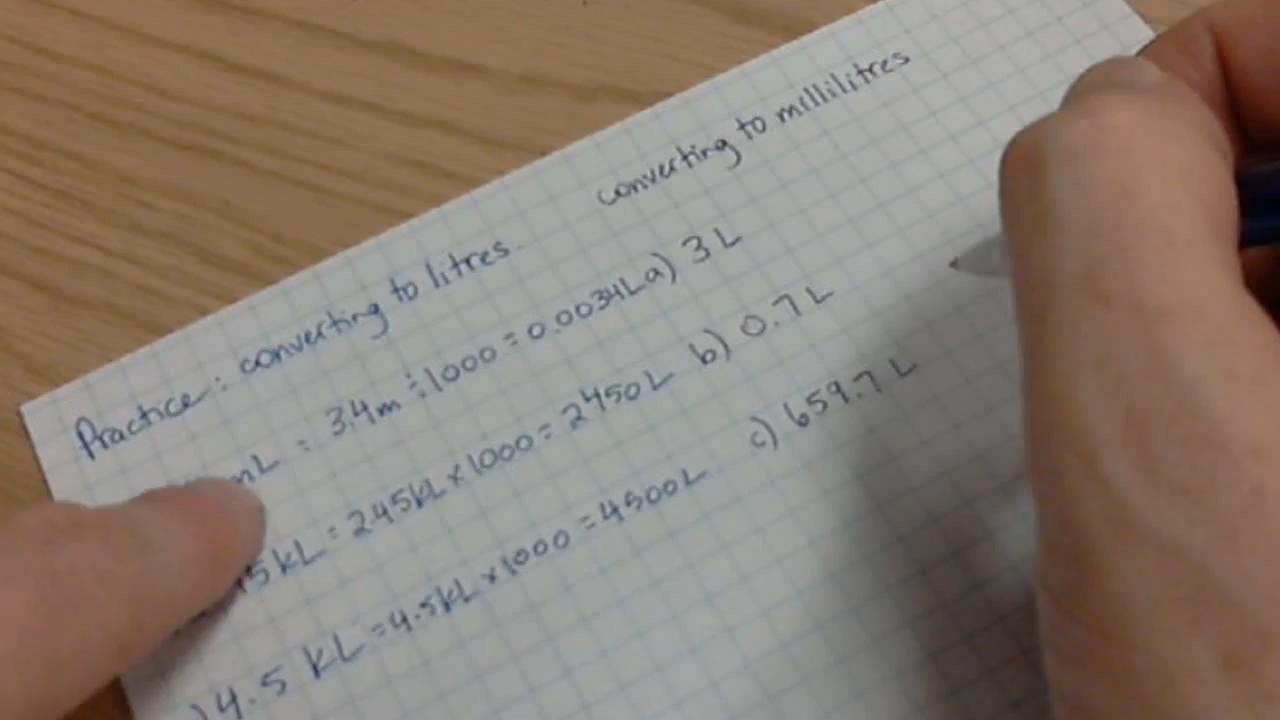 Practice: converting to litres.
mL = 3.4m ÷ 1000 = 0.0034L
5 kL = 2.45kL x 1000 = 2450L
4.5 kL = 4.5kL x 1000 = 4500L
converting to millilitres
a) 3 L
b) 0.7 L
c) 659.7 L